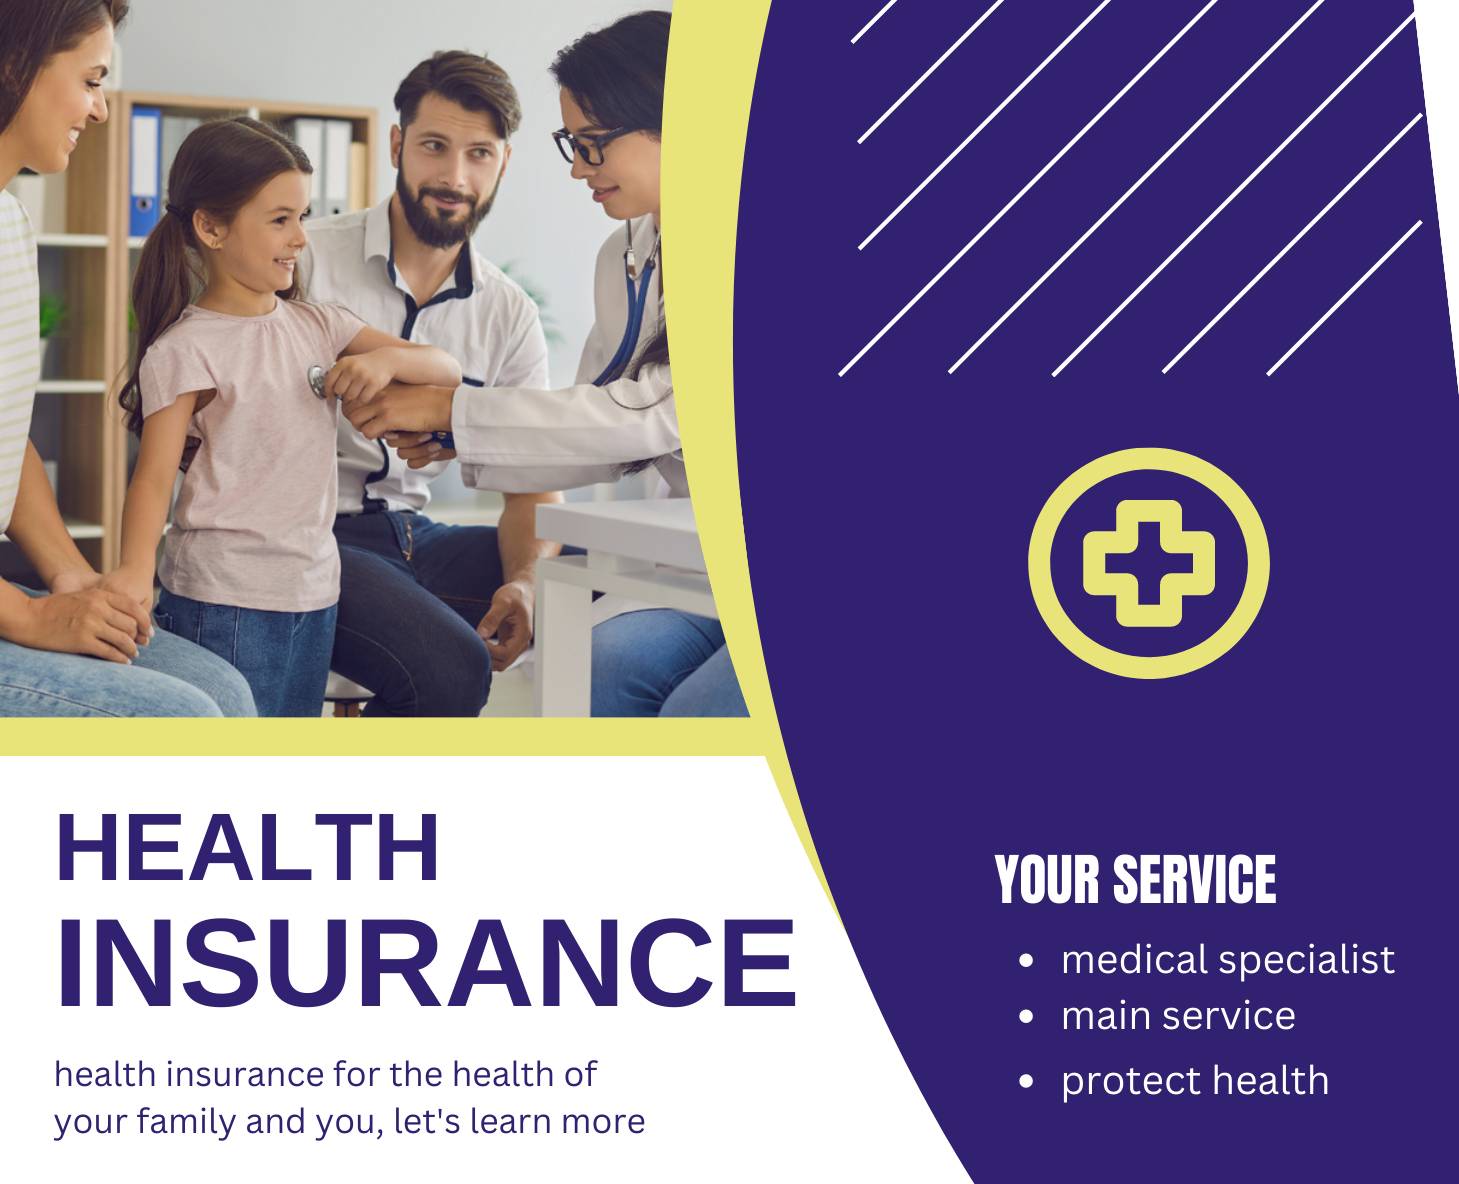 HEALTH
INSURANCE
health insurance for the health of
your family and you, let's learn more
YOUR SERVICE
• medical specialist
• main service
• protect health